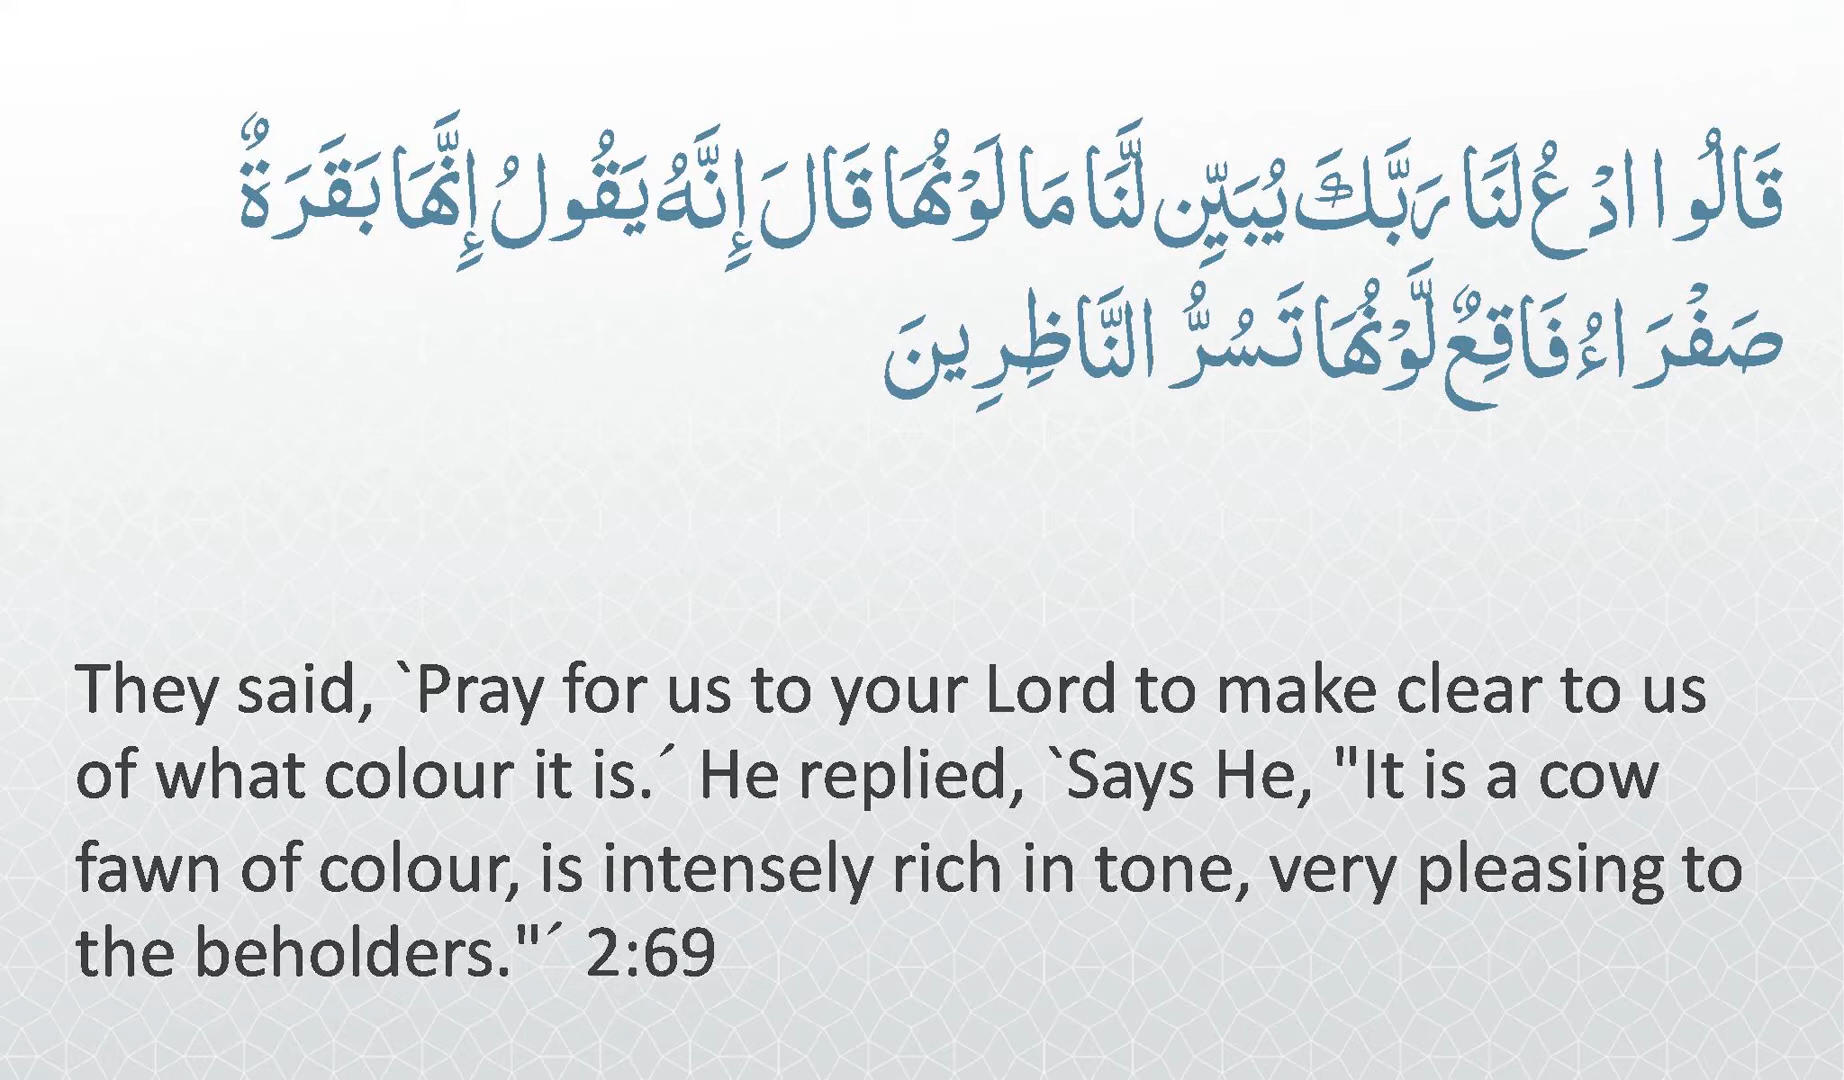 قَالُوا ادْعُ لَنَا رَبَّكَ يُبَيِّن لَّنَا مَا لَوْنُهَا قَالَ إِنَّهُ يَقُولُ إِنَّهَا بَقَرَةٌ
صَفْرَاءُ فَاقِعٌ لَّوْنُهَا تَسُرُّ النَّاظِرِينَ
They said, `Pray for us to your Lord to make clear to us
of what colour it is.´ He replied, `Says He, "It is a cow
fawn of colour, is intensely rich in tone, very pleasing to
the beholders."´ 2:69